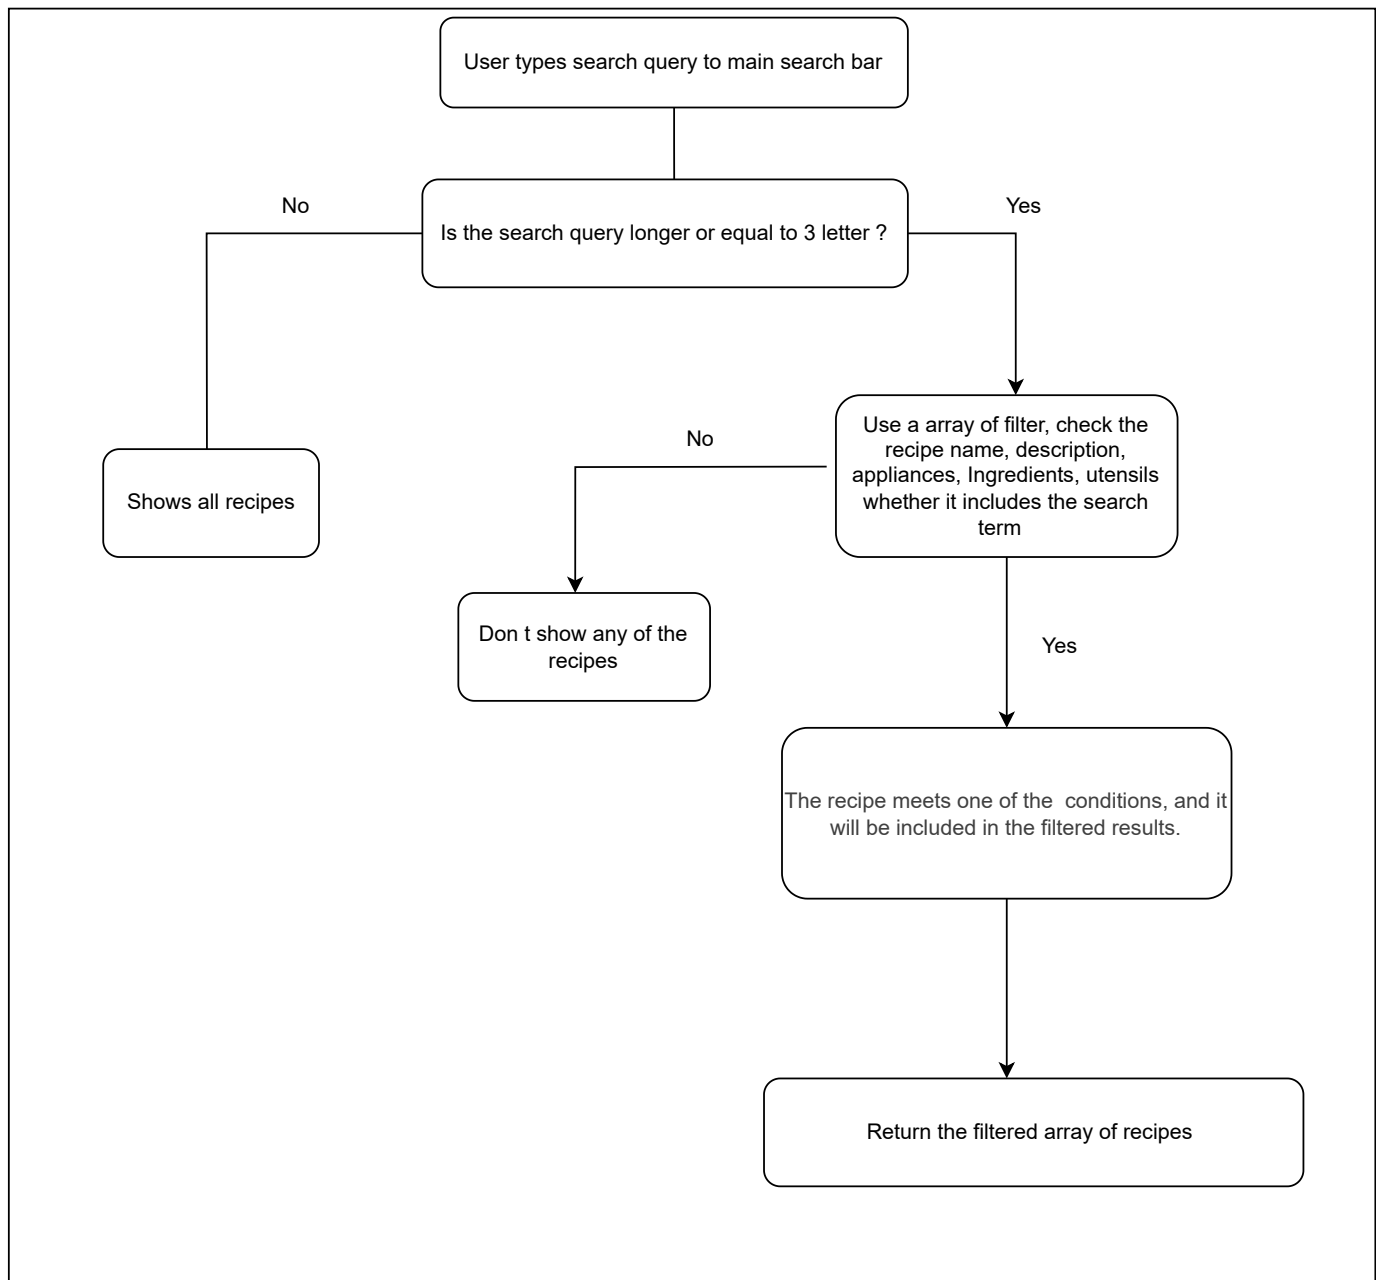 User types search query to main search bar
No
Yes
Is the search query longer or equal to 3 letter ?
Use a array of filter, check the
recipe name, description,
appliances, Ingredients, utensils
whether it includes the search
term
No
Shows all recipes
Don t show any of the
recipes
Yes
The recipe meets one of the  conditions, and it
will be included in the filtered results.
Return the filtered array of recipes